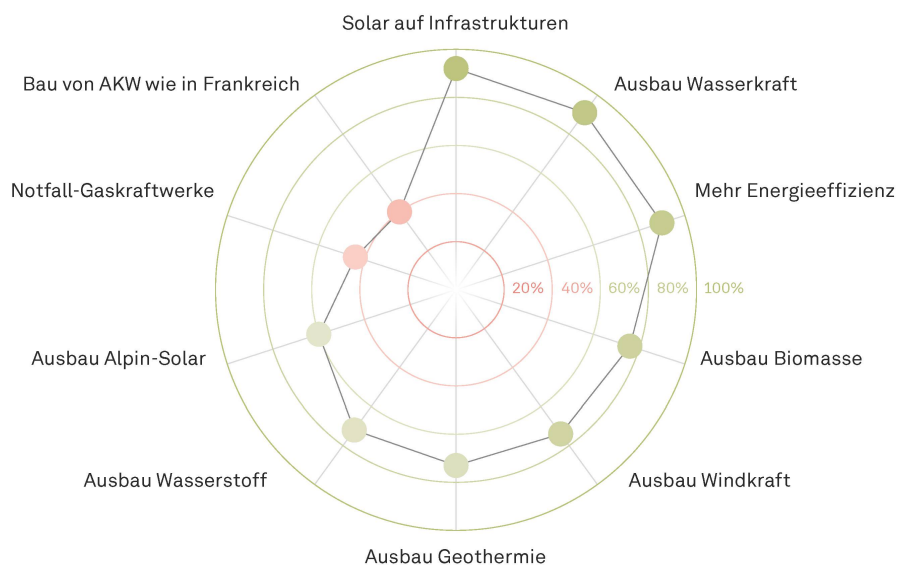 Solar auf Infrastrukturen
Bau von AKW wie in Frankreich
Ausbau Wasserkraft
Notfall-Gaskraftwerke
Mehr Energieeffizienz
20% 40% 60% 80% 100%
Ausbau Alpin-Solar
Ausbau Biomasse
Ausbau Wasserstoff
Ausbau Windkraft
Ausbau Geothermie